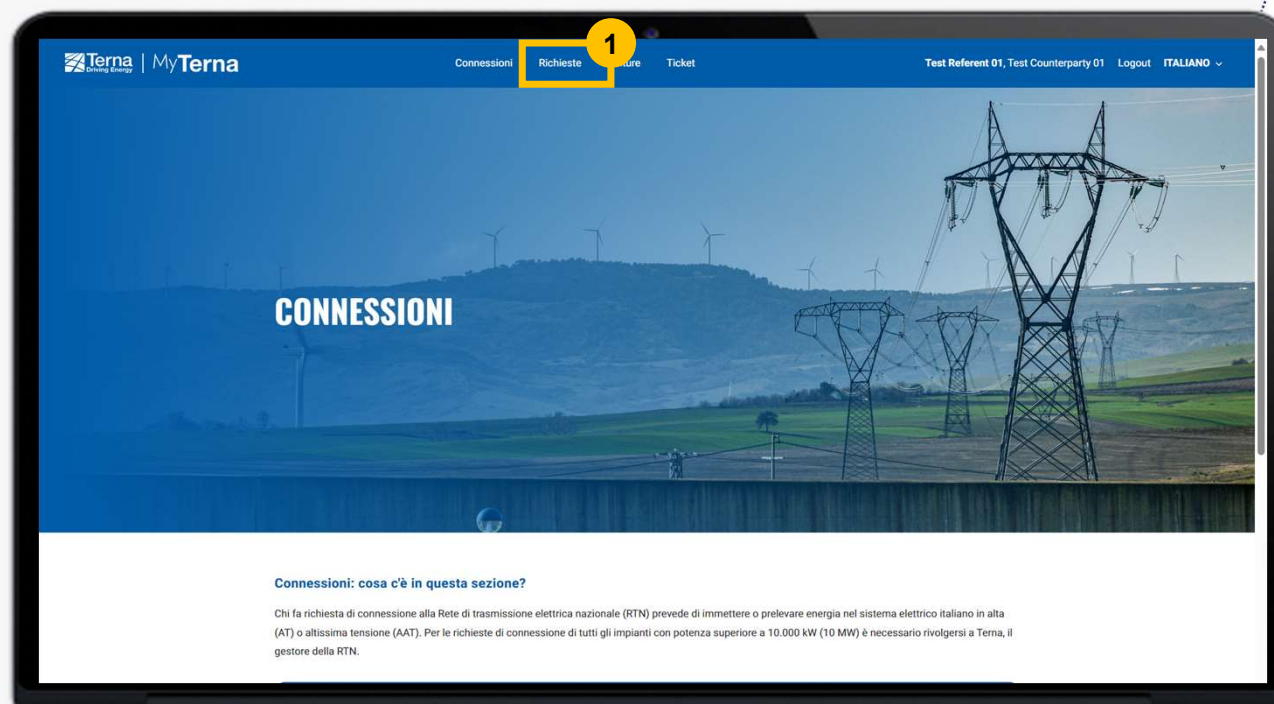 1
Terna
Driving Energy
MyTerna
Connessioni Richieste Ticket
Test Referent 01, Test Counterparty 01 Logout ITALIANO
CONNESSIONI
Connessioni: cosa c'è in questa sezione?
Chi fa richiesta di connessione alla Rete di trasmissione elettrica nazionale (RTN) prevede di immettere o prelevare energia nel sistema elettrico italiano in alta
(AT) o altissima tensione (AAT). Per le richieste di connessione di tutti gli impianti con potenza superiore a 10.000 kW (10 MW) è necessario rivolgersi a Terna, il
gestore della RTN.